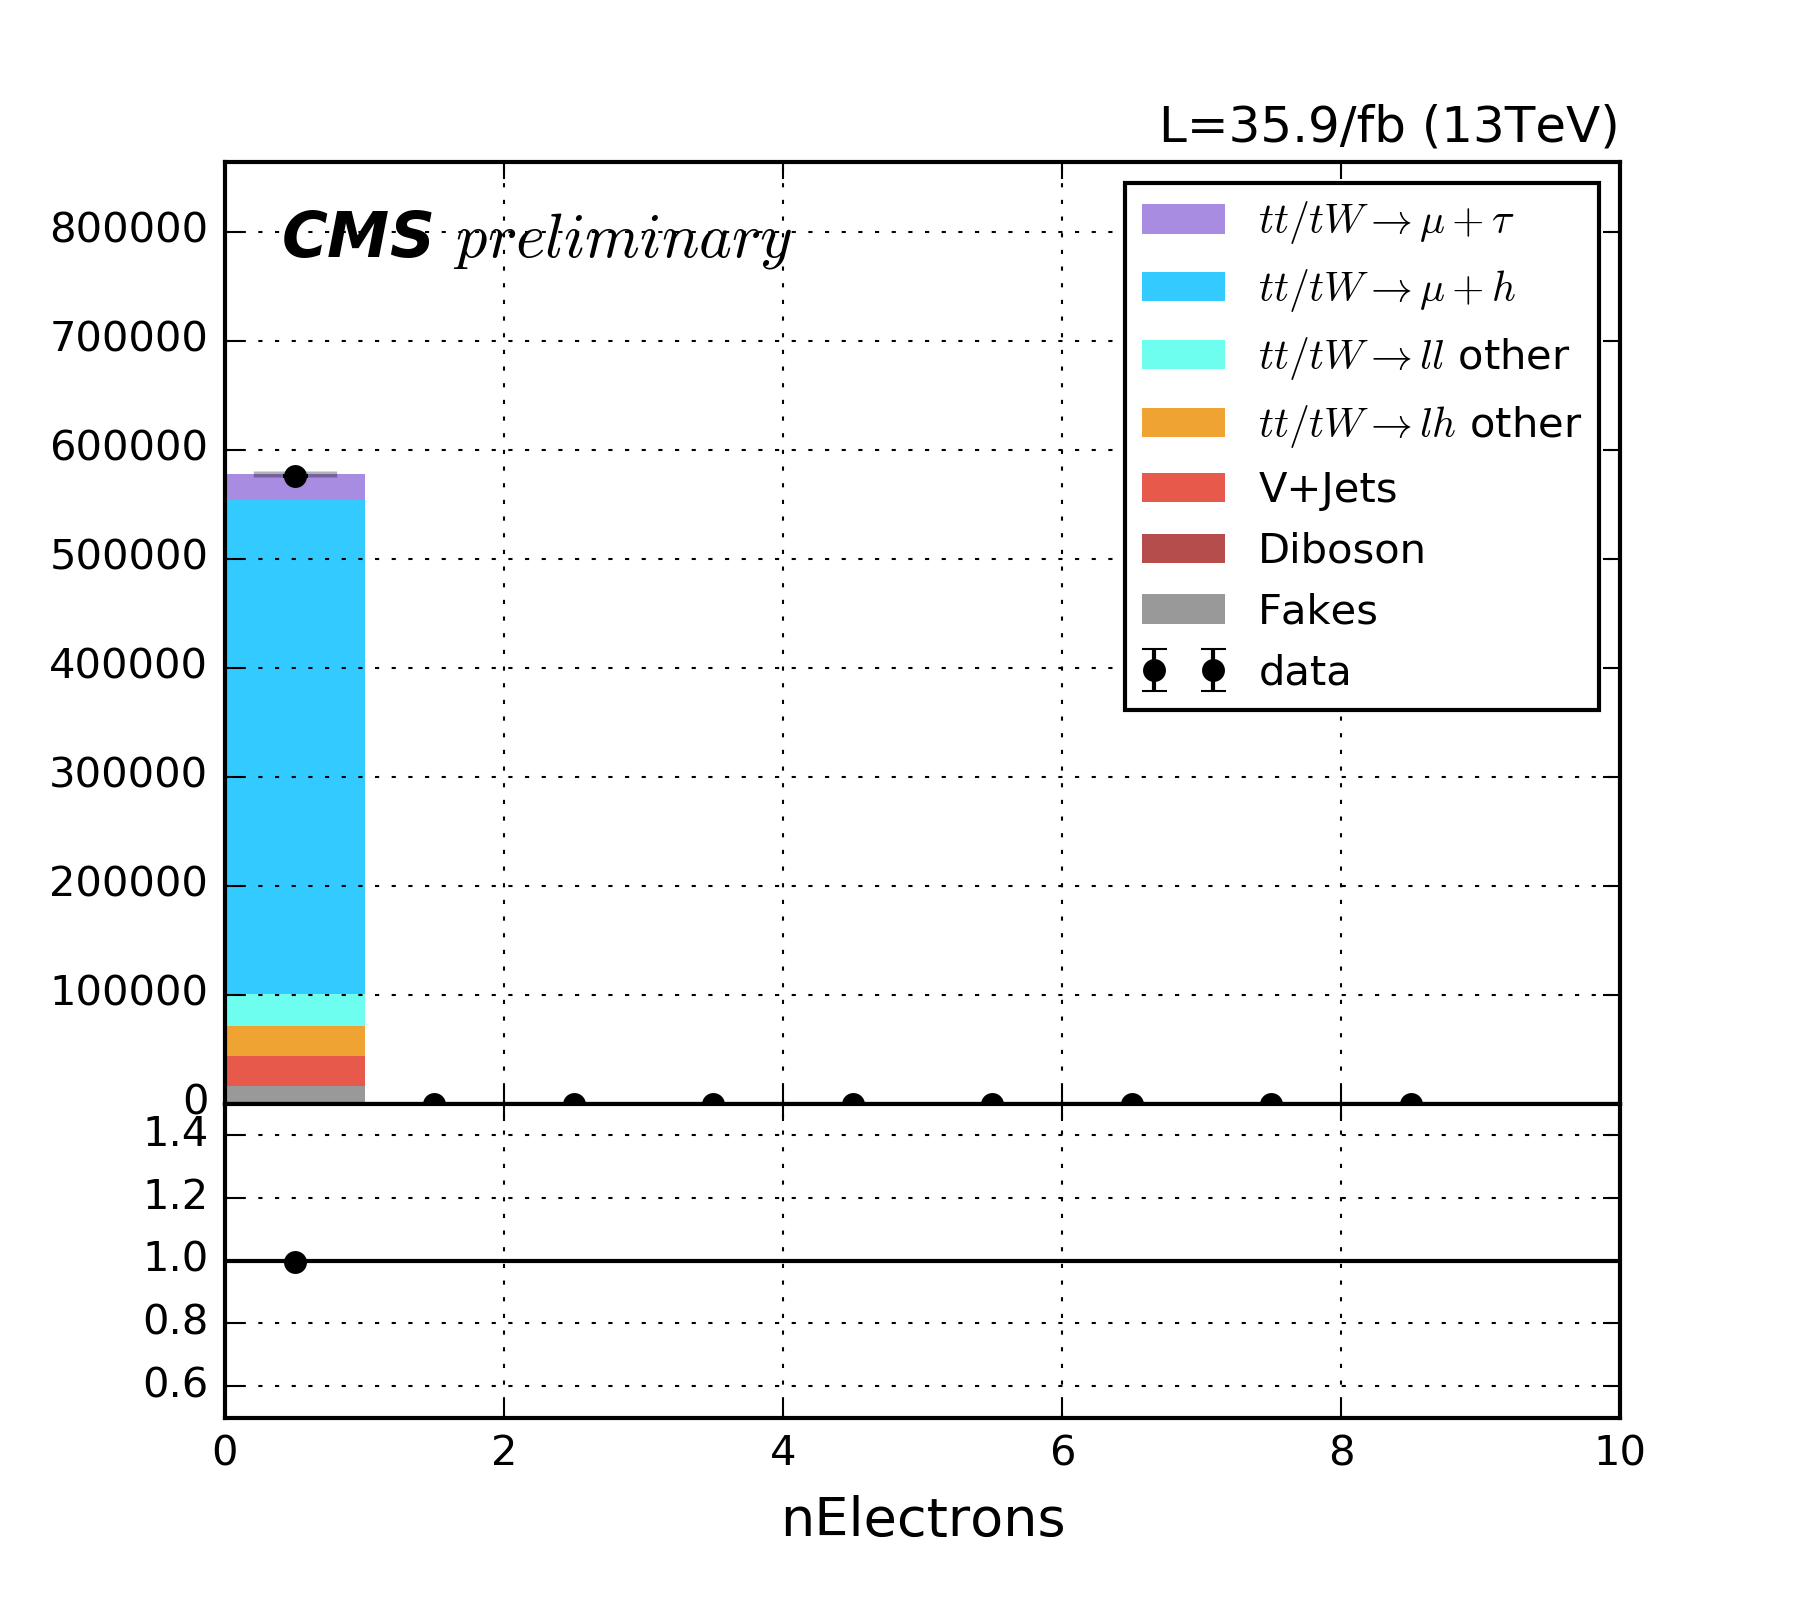 L=35.9/fb (13TeV)
CMS preliminary
tt/tW→μ+τ
tt/tW→μ+h
tt/tW→ll other
tt/tW→lh other
V+Jets
Diboson
Fakes
data
800000
700000
600000
500000
400000
300000
200000
100000
0
1.4
1.2
1.0
0.8
0.6
0 2 4 6 8 10
nElectrons